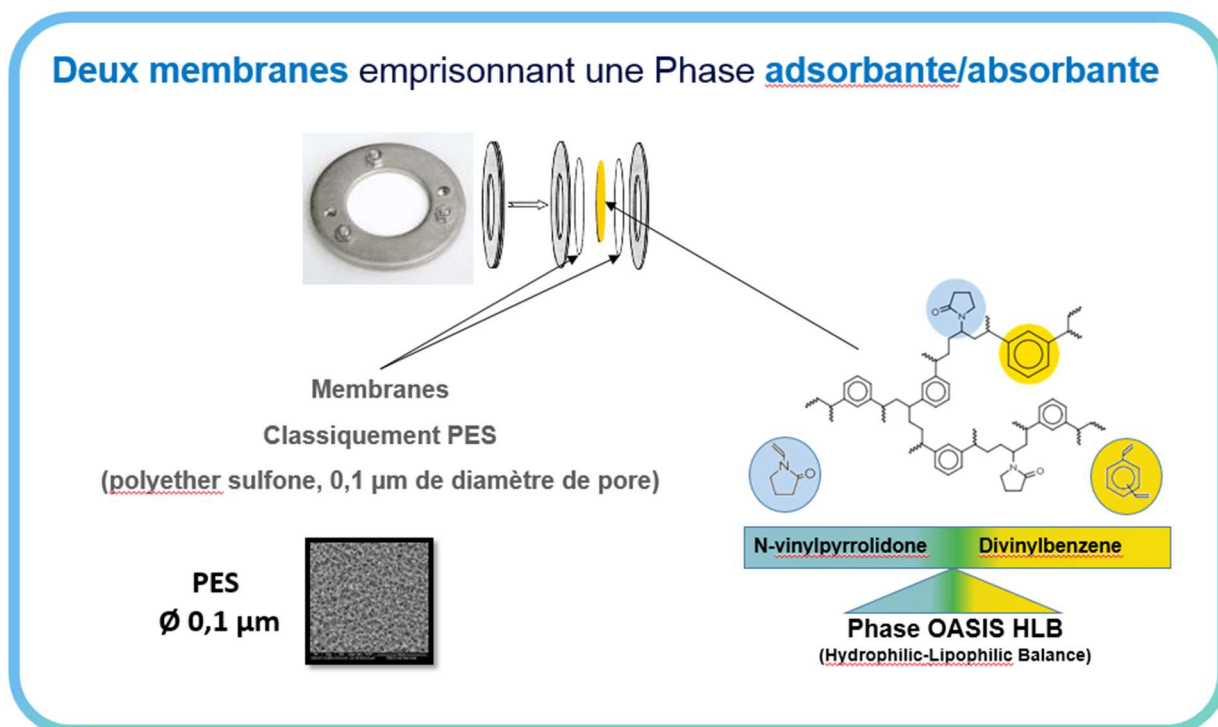 Deux membranes emprisonnant une Phase adsorbante/absorbante
Membranes
Classiquement PES
(polyether sulfone, 0,1 µm de diamètre de pore)
PES
Ø 0,1 µm
O
N
N
O
N
O
N-vinylpyrrolidone
Divinylbenzene
Phase OASIS HLB
(Hydrophilic-Lipophilic Balance)